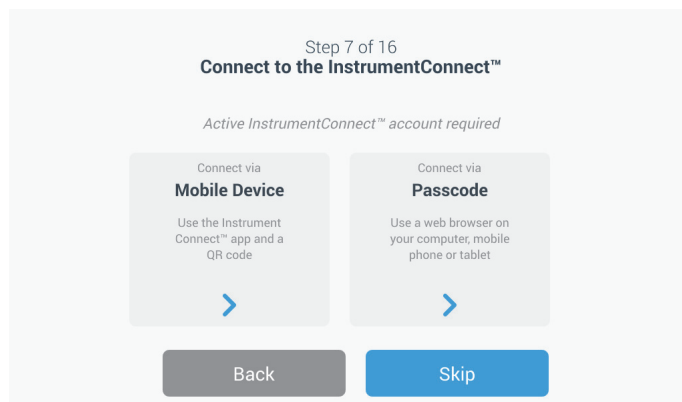 Step 7 of 16
Connect to the InstrumentConnect™
Active InstrumentConnect™ account required
Connect via
Mobile Device
Use the Instrument
Connect™ app and a
QR code
Connect via
Passcode
Use a web browser on
your computer, mobile
phone or tablet
Back
Skip